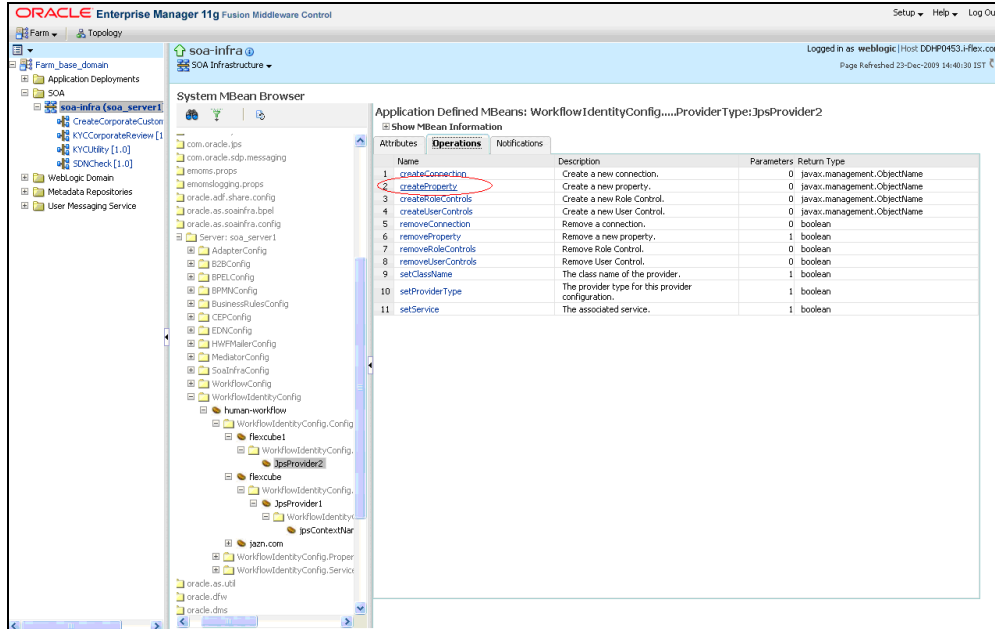 ORACLE Enterprise Manager 11g Fusion Middleware Control
Setup Help Log Ou
Farm Topology
soa-infra
SOA Infrastructure
Logged in as weblogic|Host DDHP0453.i-flex.co
Page Refreshed 23-Dec-2009 14:40:30 IST
Farm_base_domain
Application Deployments
SOA
soa-infra (soa_server1
CreateCorporateCuston
KYCCorporateReview [1
KYCUtility [1.0]
SDNCheck [1.0]
WebLogic Domain
Metadata Repositories
User Messaging Service
System MBean Browser
com.oracle.jps
com.oracle.sdp.messaging
emoms.props
emomslogging.props
oracle.adf.share.config
oracle.as.soainfra.bpel
oracle.as.soainfra.config
Server: soa_server1
AdapterConfig
B2BConfig
BPELConfig
BPMNConfig
BusinessRulesConfig
CEPConfig
EDNConfig
HWFMailerConfig
MediatorConfig
SoaInfraConfig
WorkflowConfig
WorkflowIdentityConfig
human-workflow
WorkflowIdentityConfig.Config
flexcube1
WorkflowIdentityConfig.
JpsProvider2
flexcube
WorkflowIdentityConfig.
JpsProvider1
WorkflowIdentity
jpsContextNar
jazn.com
WorkflowIdentityConfig.Proper
WorkflowIdentityConfig.Service
oracle.as.util
oracle.dfw
oracle.dms
Application Defined MBeans: WorkflowIdentityConfig.....ProviderType:JpsProvider2
Show MBean Information
Attributes Operations Notifications
Name Description Parameters Return Type
1 createConnection Create a new connection. 0 javax.management.ObjectName
2 createProperty Create a new property. 0 javax.management.ObjectName
3 createRoleControls Create a new Role Control. 0 javax.management.ObjectName
4 createUserControls Create a new User Control. 0 javax.management.ObjectName
5 removeConnection Remove a connection. 0 boolean
6 removeProperty Remove a new property. 1 boolean
7 removeRoleControls Remove Role Control. 0 boolean
8 removeUserControls Remove User Control. 0 boolean
9 setClassName The class name of the provider. 1 boolean
10 setProviderType The provider type for this provider configuration. 1 boolean
11 setService The associated service. 1 boolean